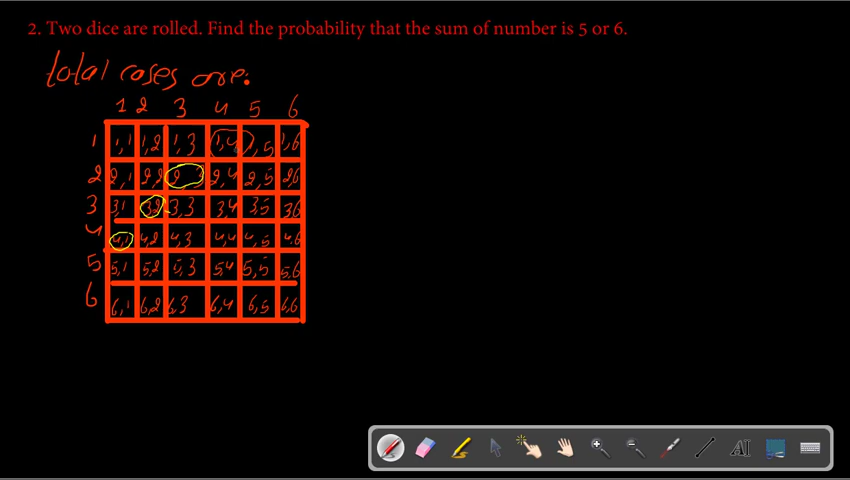 2. Two dice are rolled. Find the probability that the sum of number is 5 or 6.
total cases are:
1 2 3 4 5 6
1 1,1 1,2 1,3 1,4 1,5 1,6
2 2,1 2,2 2,3 2,4 2,5 2,6
3 3,1 3,2 3,3 3,4 3,5 3,6
4 4,1 4,2 4,3 4,4 4,5 4,6
5 5,1 5,2 5,3 5,4 5,5 5,6
6 6,1 6,2 6,3 6,4 6,5 6,6
AI